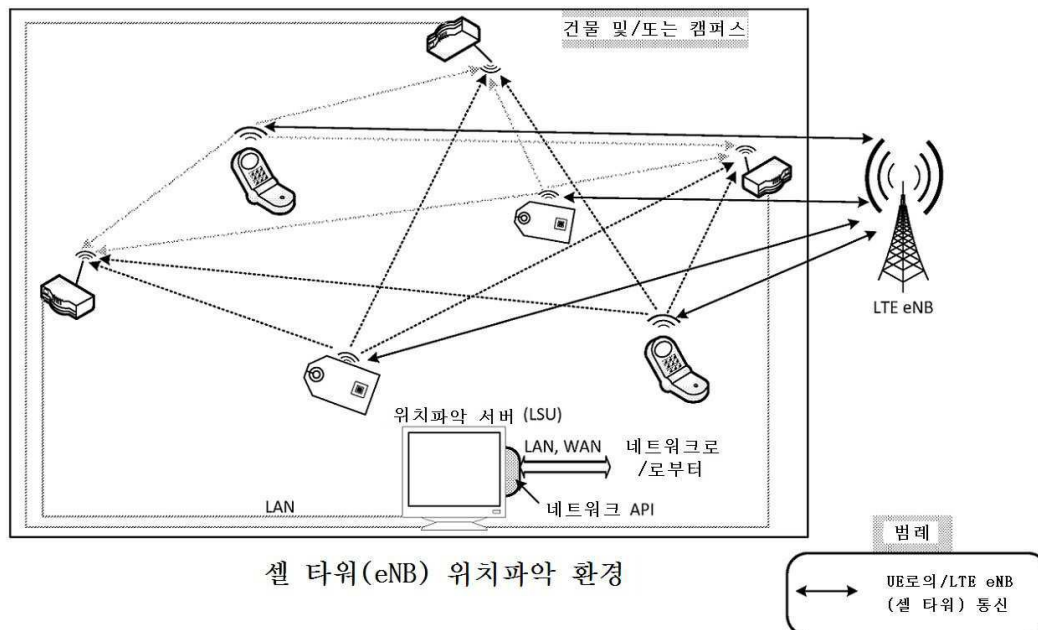 건물 및/또는 캠퍼스
LTE eNB
위치파악 서버 (LSU)
LAN, WAN
네트워크로
/로부터
네트워크 API
LAN
셀 타워(eNB) 위치파악 환경
범례
UE로의/LTE eNB
(셀 타워) 통신